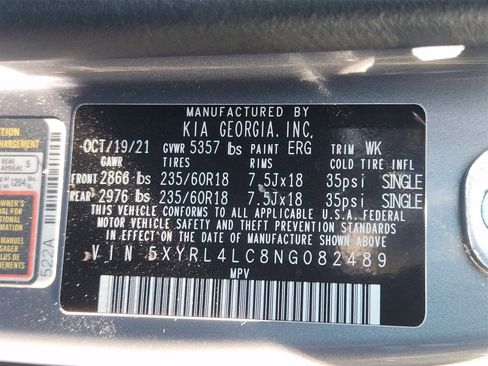 MANUFACTURED BY
KIA GEORGIA. INC.
OCT/19/21 GVWR 5357 lbs PAINT ERG TRIM WK
GAWR TIRES RIMS COLD TIRE INFL
FRONT 2866 lbs 235/60R18 7.5Jx18 35psi SINGLE
REAR 2976 lbs 235/60R18 7.5Jx18 35psi SINGLE
THIS VEHICLE CONFORMS TO ALL APPLICABLE U.S.A. FEDERAL
MOTOR VEHICLE SAFETY AND THEFT PREVENTION STANDARDS
IN EFFECT ON THE DATE OF MANUFACTURE SHOWN ABOVE.
VIN 5XYRL4LC8NG082489
MPV
REAR
5
1204
522A